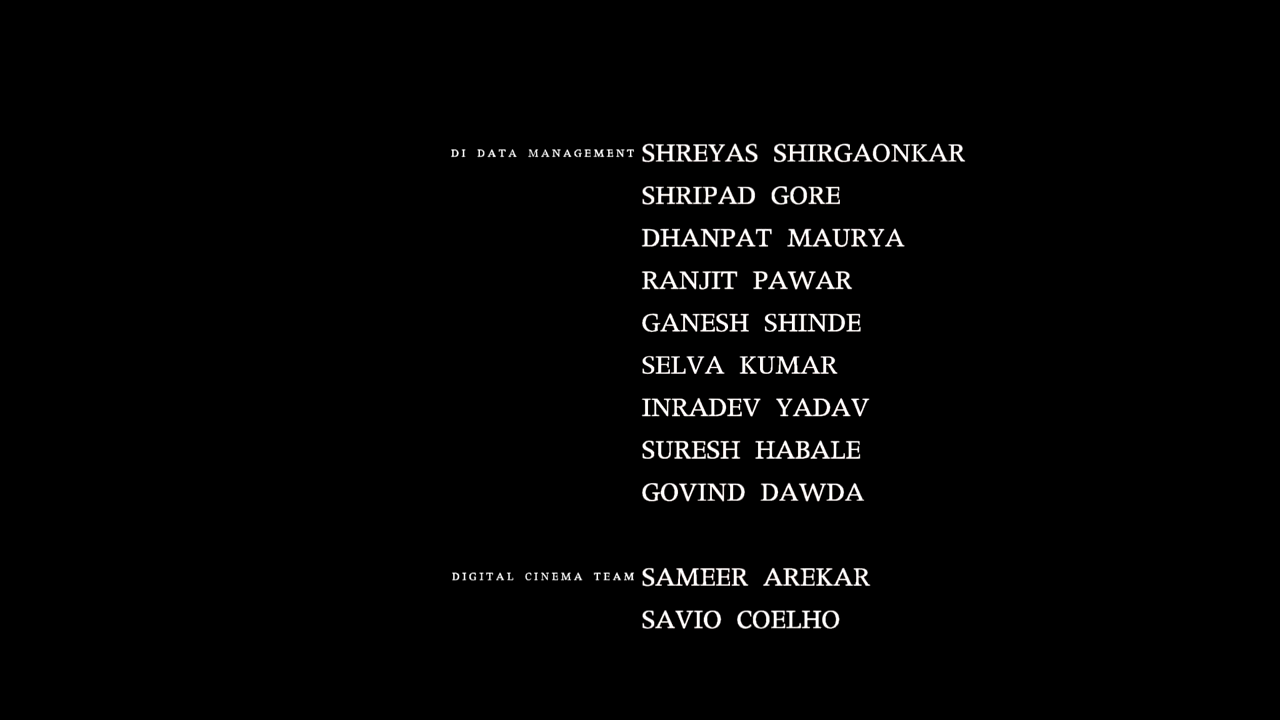 DI DATA MANAGEMENT SHREYAS SHIRGAONKAR
SHRIPAD GORE
DHANPAT MAURYA
RANJIT PAWAR
GANESH SHINDE
SELVA KUMAR
INRADEV YADAV
SURESH HABALE
GOVIND DAWDA
DIGITAL CINEMA TEAM SAMEER AREKAR
SAVIO COELHO